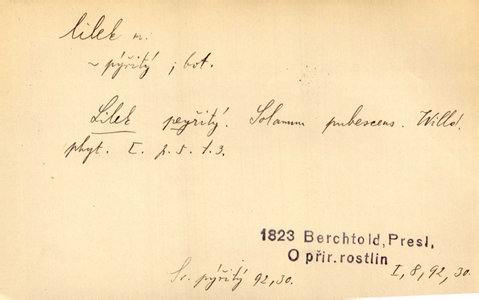 lilek m.
~ pýřitý ; bot.
Lilek peyřitý. Solanum pubescens. Willd.
phyt. I. p. 5. t. 3.
1823 Berchtold, Presl,
O přir. rostlin
I, 8, 92, 30.
Sr. pýřitý 92, 30.